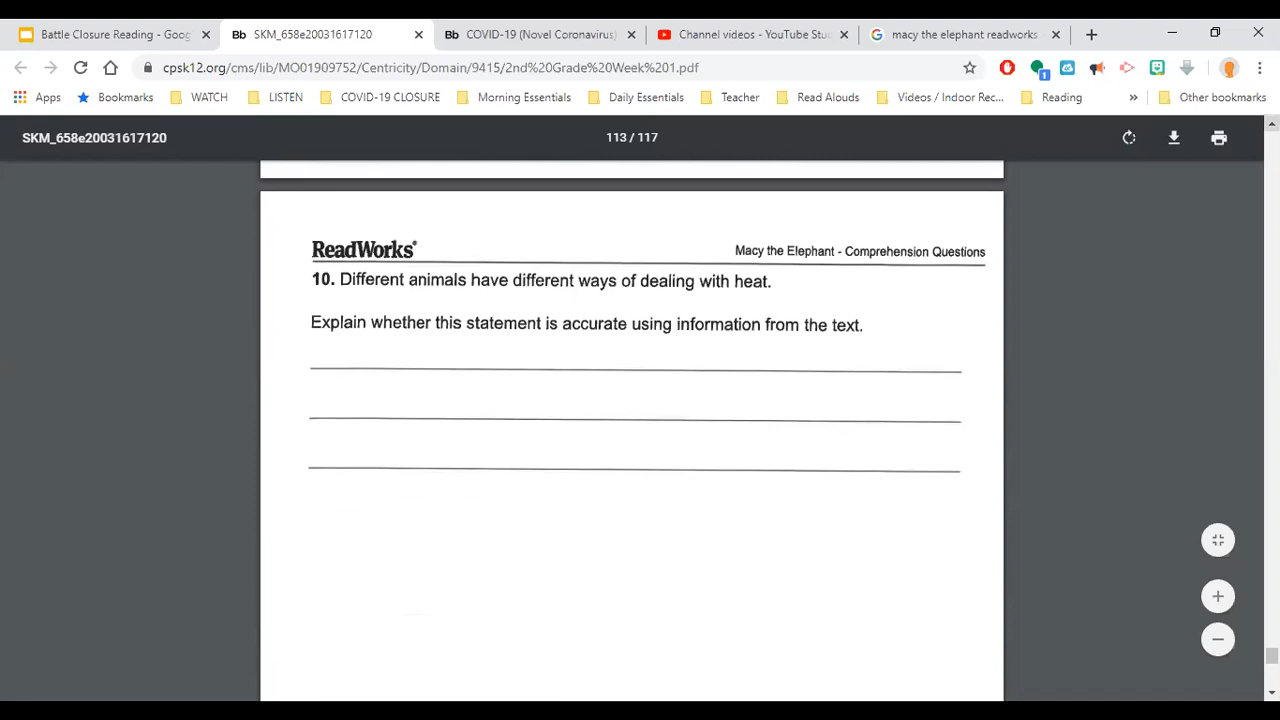 Battle Closure Reading - Goog
Bb SKM_658e20031617120
Bb COVID-19 (Novel Coronavirus)
Channel videos - YouTube Stu
macy the elephant readworks
cpsk12.org/cms/lib/MO01909752/Centricity/Domain/9415/2nd%20Grade%20Week%201.pdf
1
Apps Bookmarks WATCH LISTEN COVID-19 CLOSURE Morning Essentials Daily Essentials Teacher Read Alouds Videos / Indoor Rec... Reading » Other bookmarks
SKM_658e20031617120 113 / 117
ReadWorks® Macy the Elephant - Comprehension Questions
10. Different animals have different ways of dealing with heat.
Explain whether this statement is accurate using information from the text.